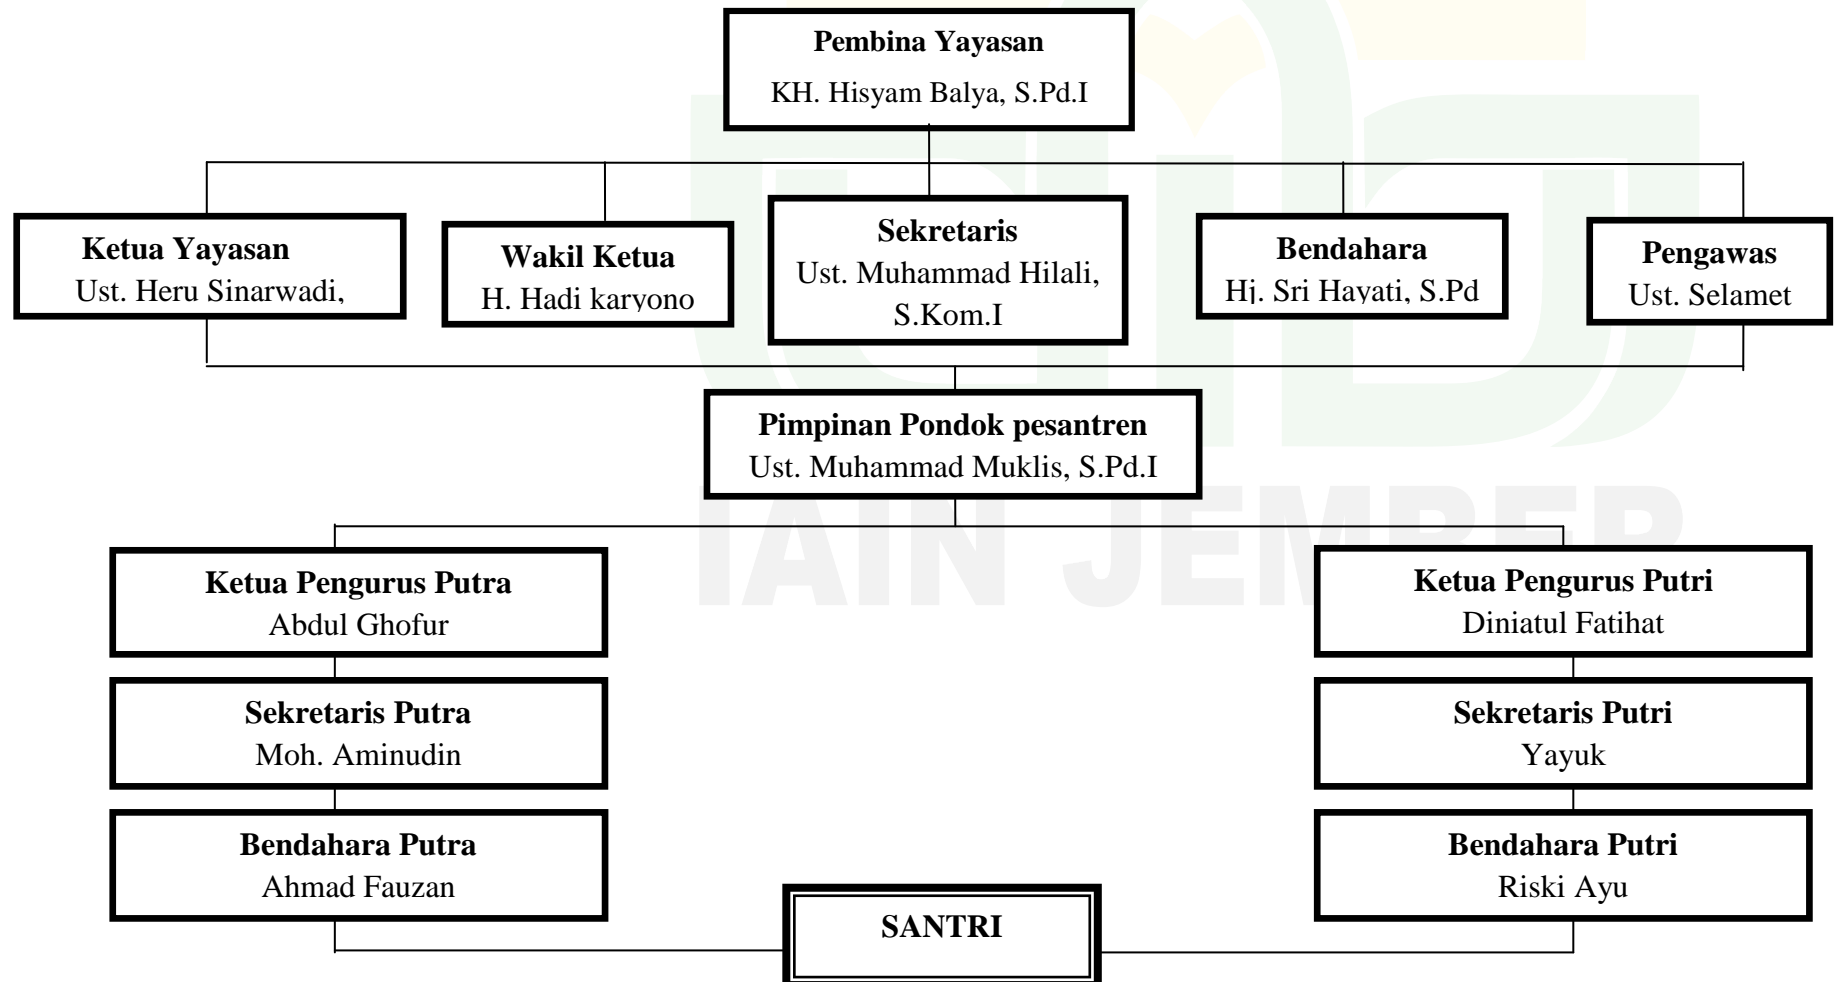 Pembina Yayasan
KH. Hisyam Balya, S.Pd.I
Ketua Yayasan
Ust. Heru Sinarwadi,
Wakil Ketua
H. Hadi karyono
Sekretaris
Ust. Muhammad Hilali,
S.Kom.I
Bendahara
Hj. Sri Hayati, S.Pd
Pengawas
Ust. Selamet
Pimpinan Pondok pesantren
Ust. Muhammad Muklis, S.Pd.I
IAIN JEMBER
Ketua Pengurus Putra
Abdul Ghofur
Ketua Pengurus Putri
Diniatul Fatihat
Sekretaris Putra
Moh. Aminudin
Sekretaris Putri
Yayuk
Bendahara Putra
Ahmad Fauzan
Bendahara Putri
Riski Ayu
SANTRI